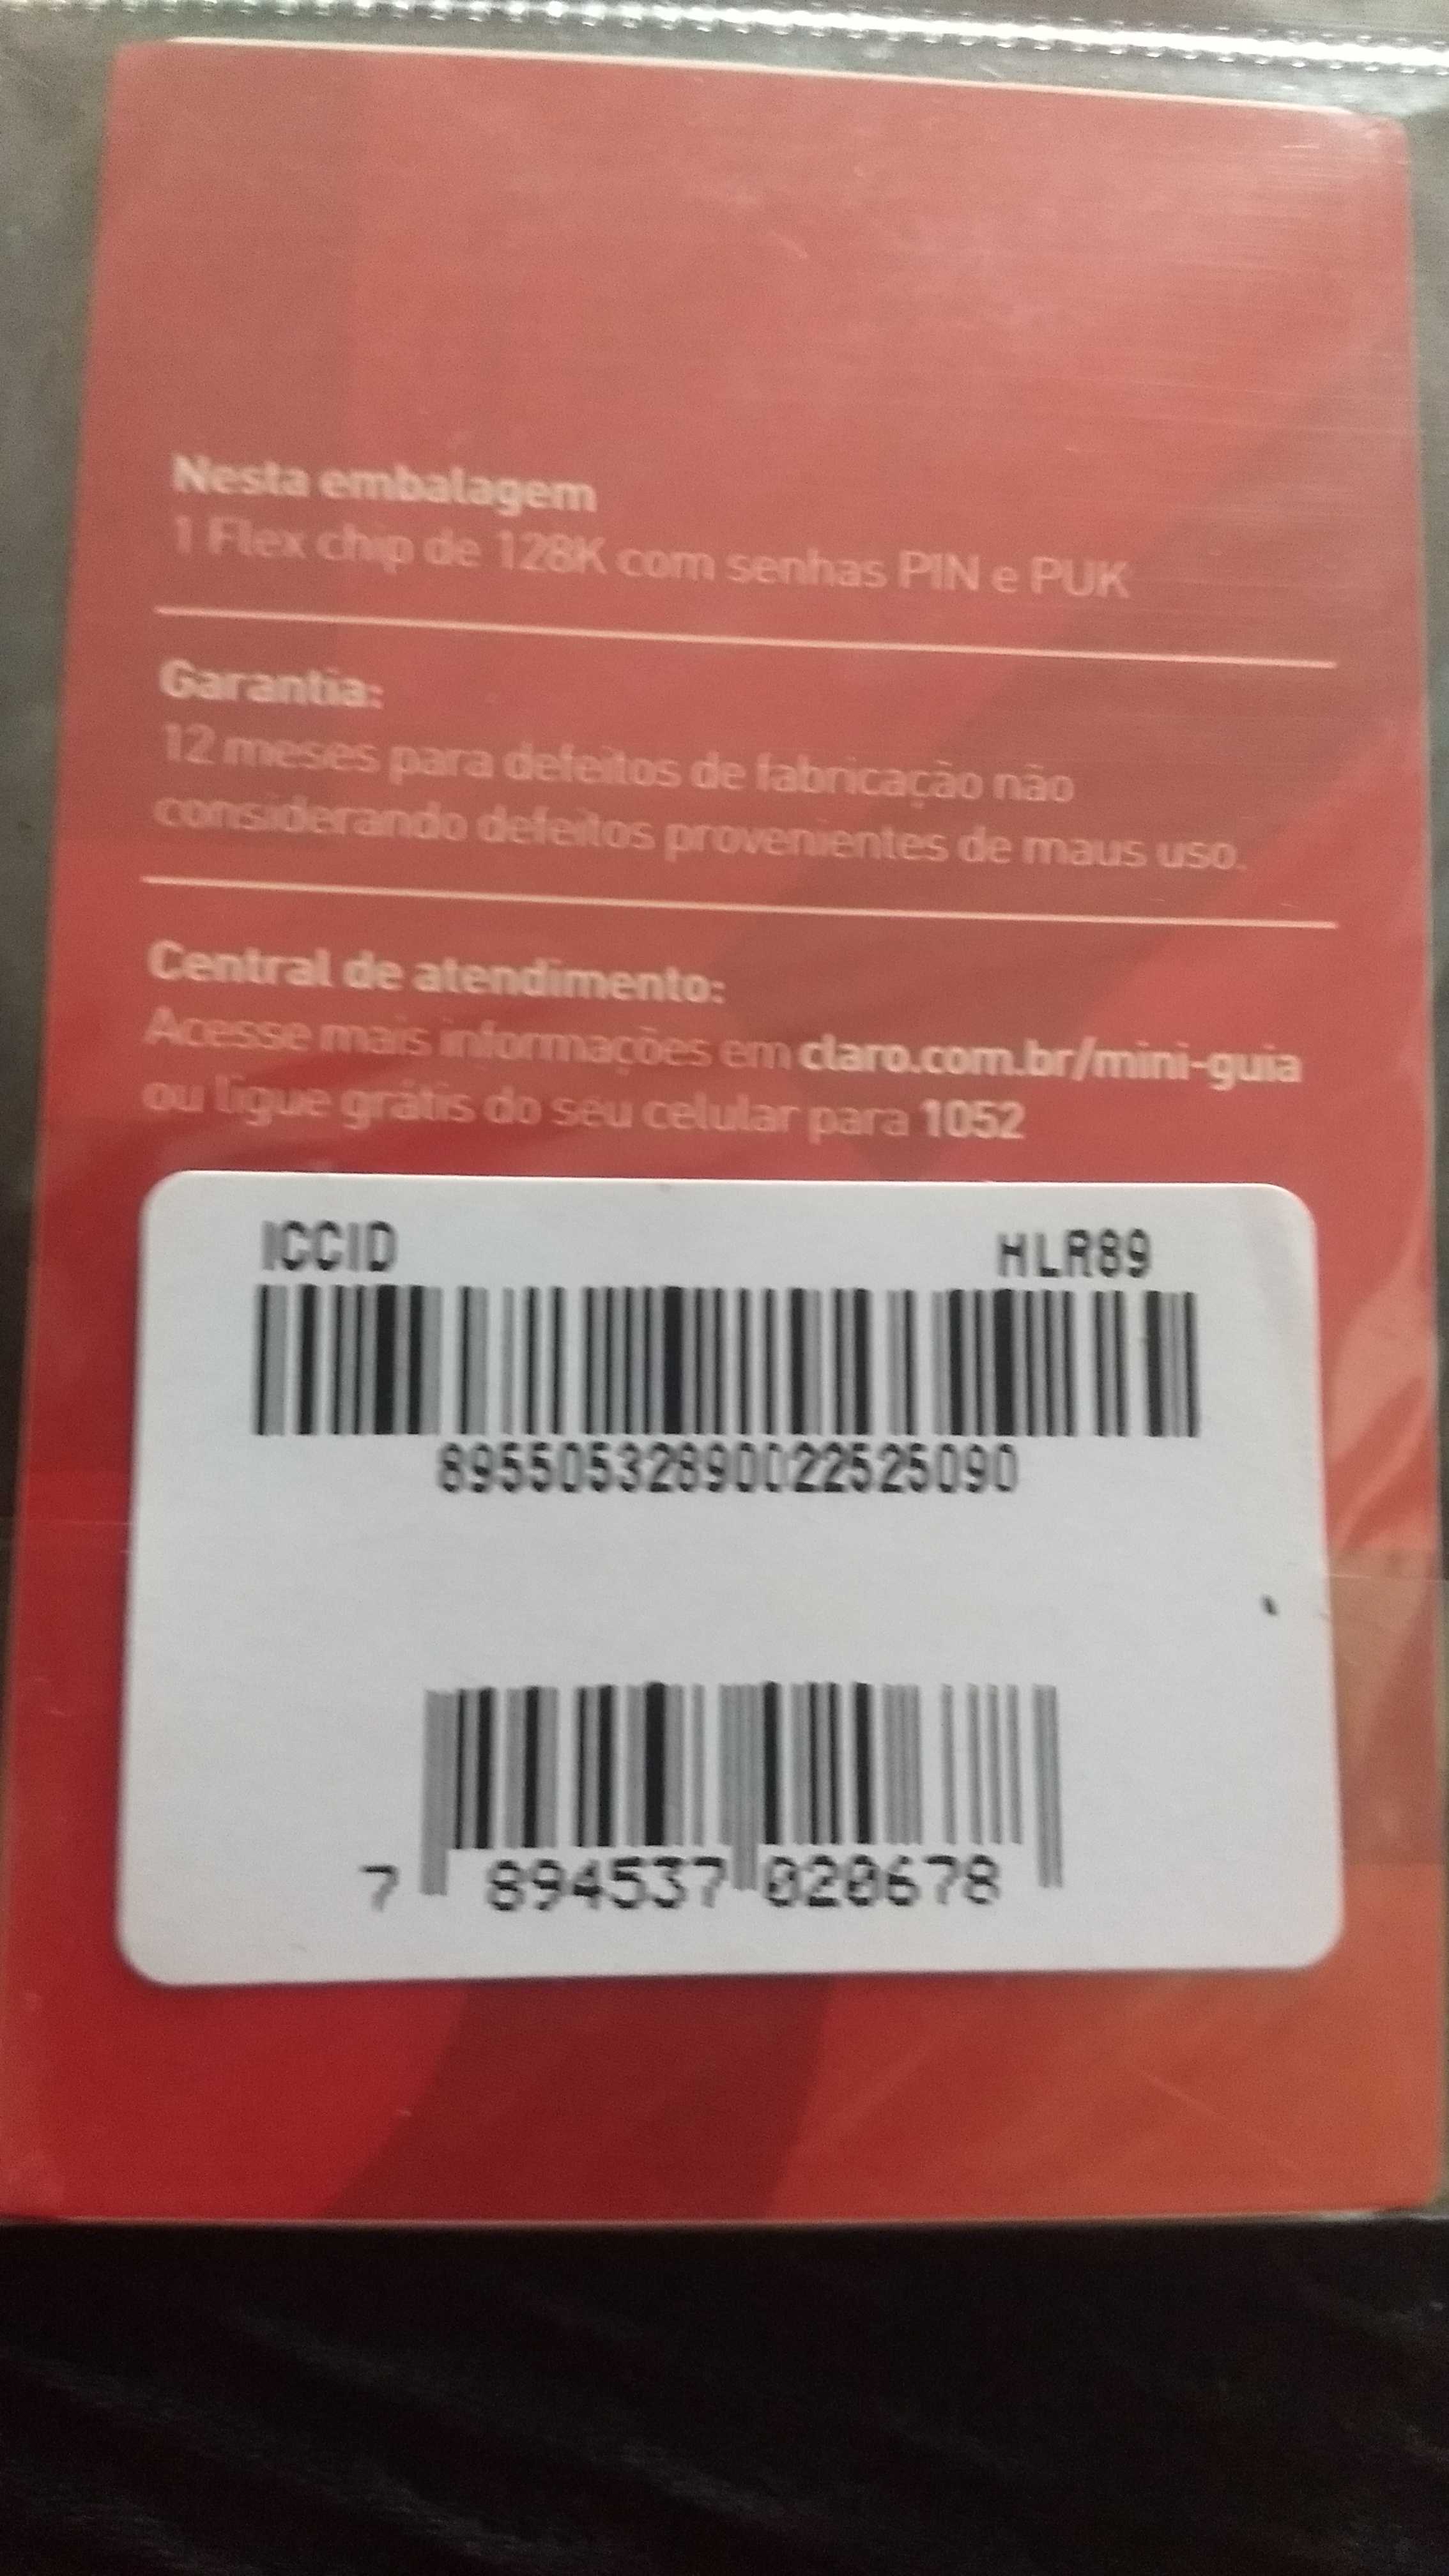 Nesta embalagem
1 Flex chip de 128K com senhas PIN e PUK
Garantia:
12 meses para defeitos de fabricação não
considerando defeitos provenientes de maus uso.
Central de atendimento:
Acesse mais informações em claro.com.br/mini-guia
ou ligue grátis do seu celular para 1052
ICCID HLR89
89550532890022525090
7 894537 020678